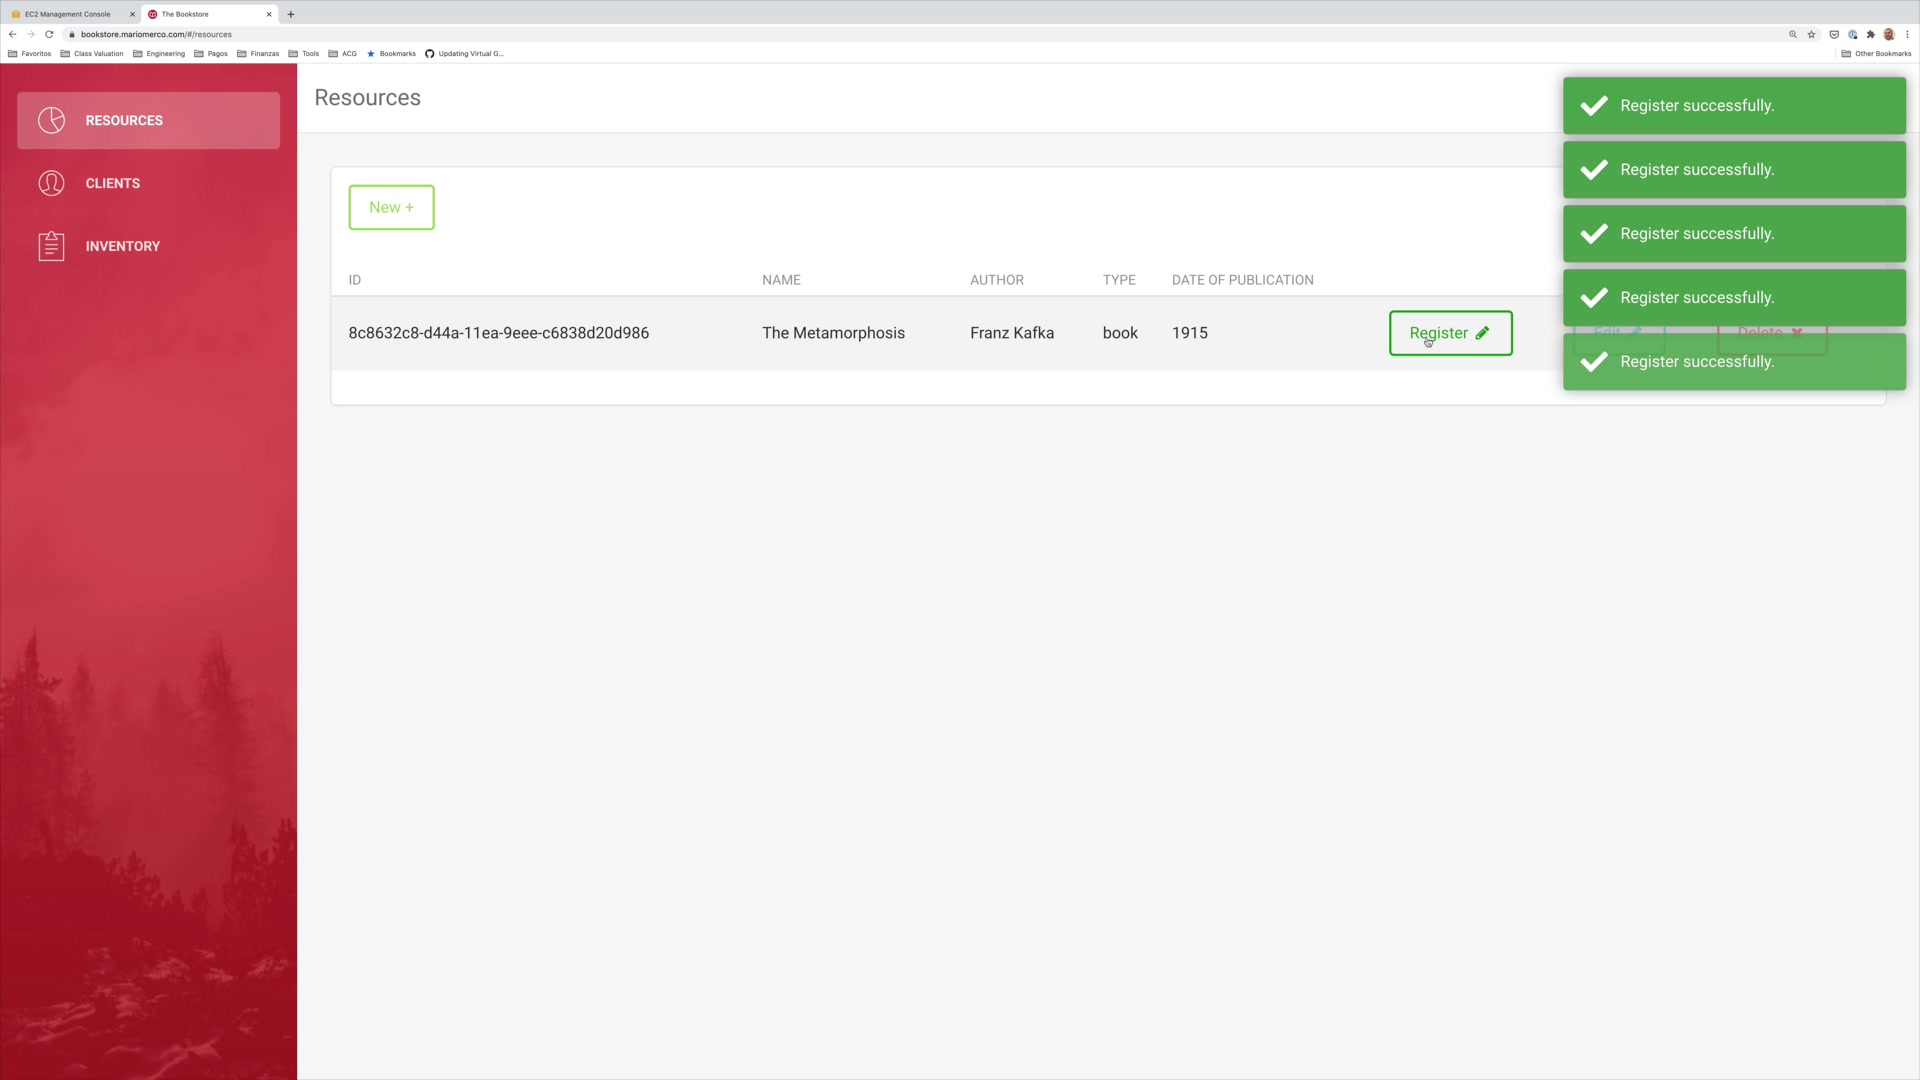 EC2 Management Console
The Bookstore
bookstore.mariomerco.com/#/resources
Favoritos Class Valuation Engineering Pagos Finanzas Tools ACG Bookmarks Updating Virtual G... Other Bookmarks
RESOURCES
CLIENTS
INVENTORY
Resources
New +
ID NAME AUTHOR TYPE DATE OF PUBLICATION
8c8632c8-d44a-11ea-9eee-c6838d20d986 The Metamorphosis Franz Kafka book 1915 Register Edit Delete
Register successfully.
Register successfully.
Register successfully.
Register successfully.
Register successfully.